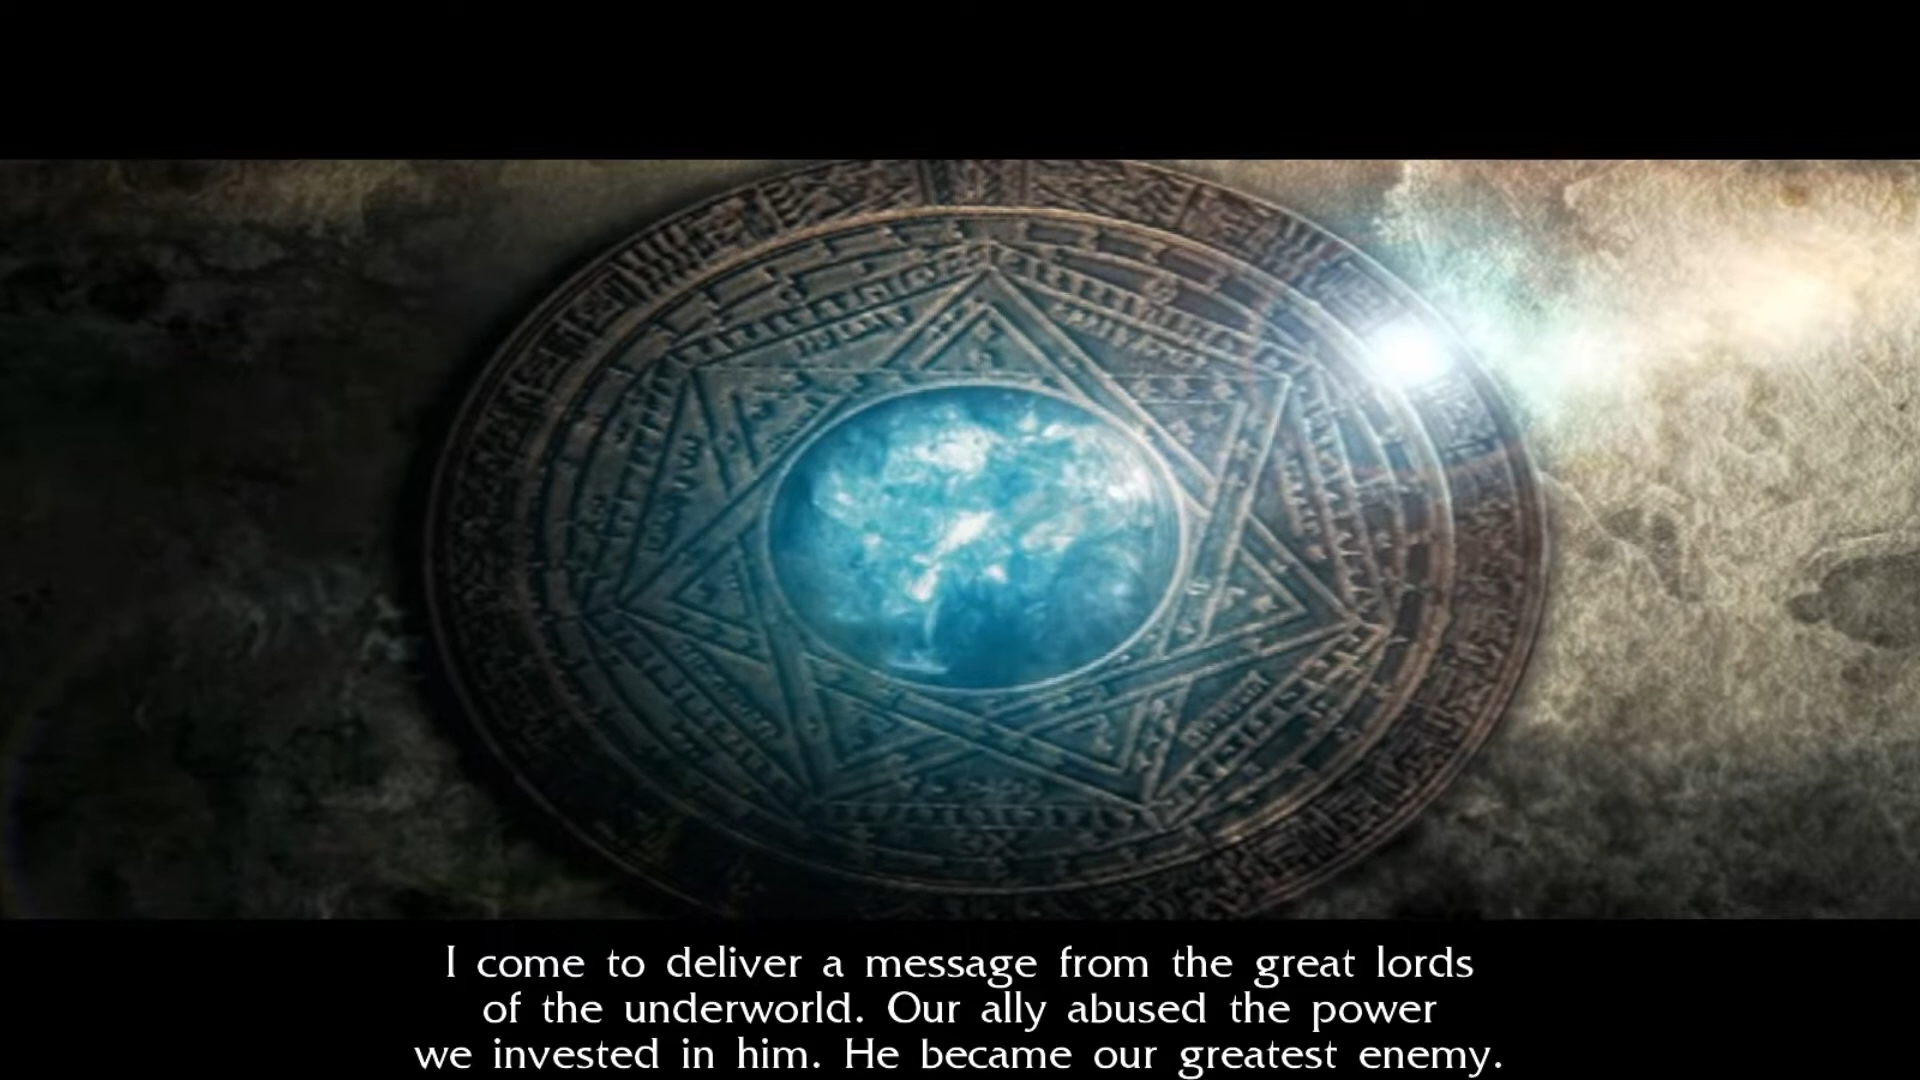 I come to deliver a message from the great lords
of the underworld. Our ally abused the power
we invested in him. He became our greatest enemy.